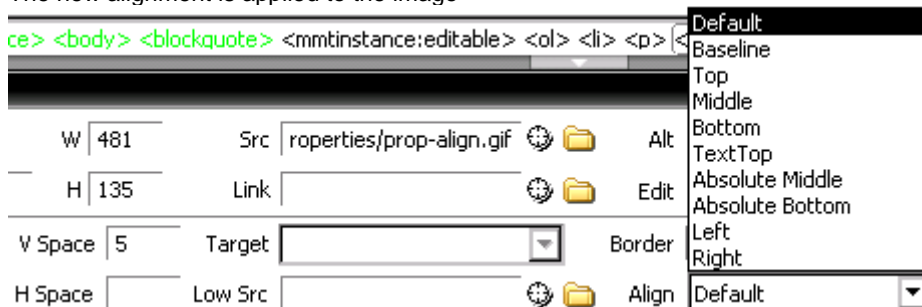 The new alignment is applied to the image
ce> <body> <blockquote> <mmtinstance:editable> <ol> <li> <p> <
Default
Baseline
Top
Middle
Bottom
TextTop
Absolute Middle
Absolute Bottom
Left
Right
W 481 Src roperties/prop-align.gif Alt
H 135 Link Edit
V Space 5 Target Border
H Space Low Src Align Default